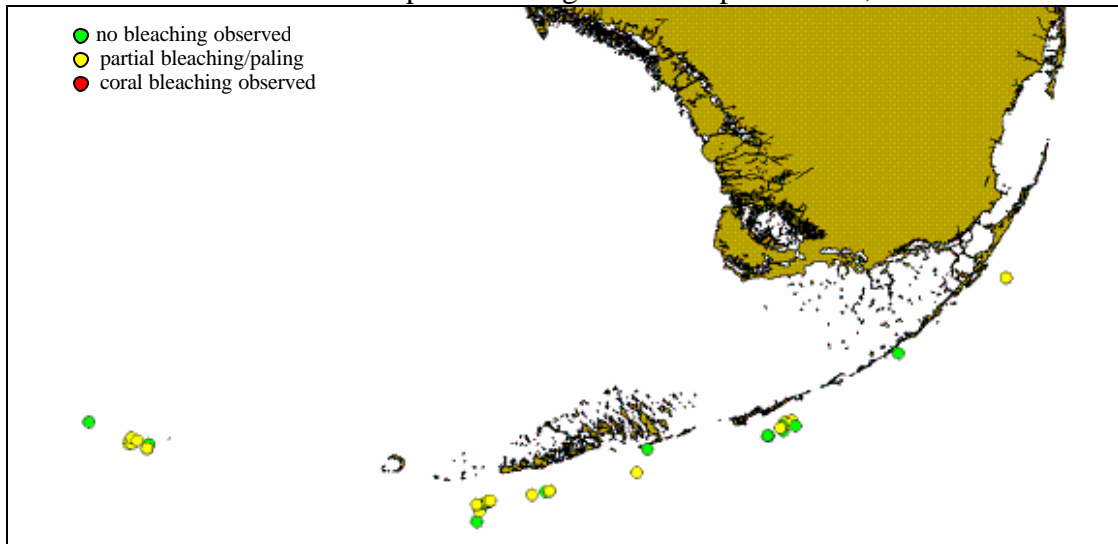 no bleaching observed
partial bleaching/paling
coral bleaching observed